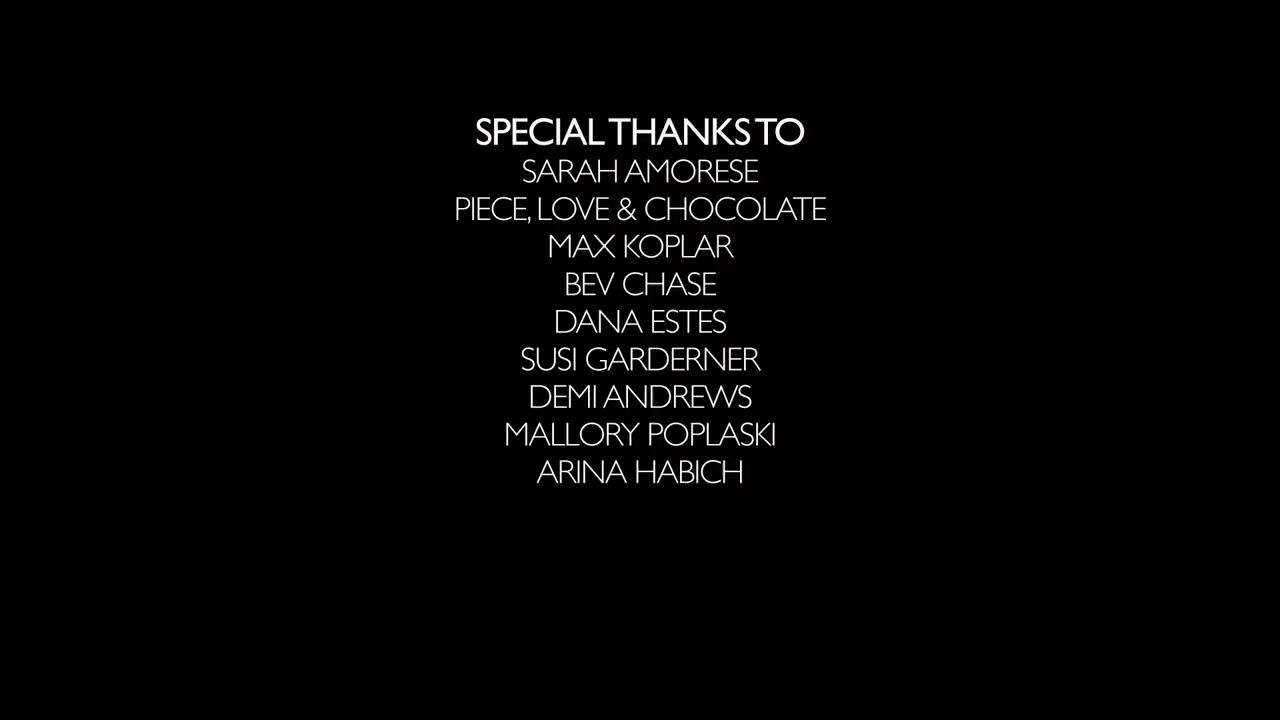 SPECIAL THANKS TO
SARAH AMORESE
PIECE, LOVE & CHOCOLATE
MAX KOPLAR
BEV CHASE
DANA ESTES
SUSI GARDERNER
DEMI ANDREWS
MALLORY POPLASKI
ARINA HABICH